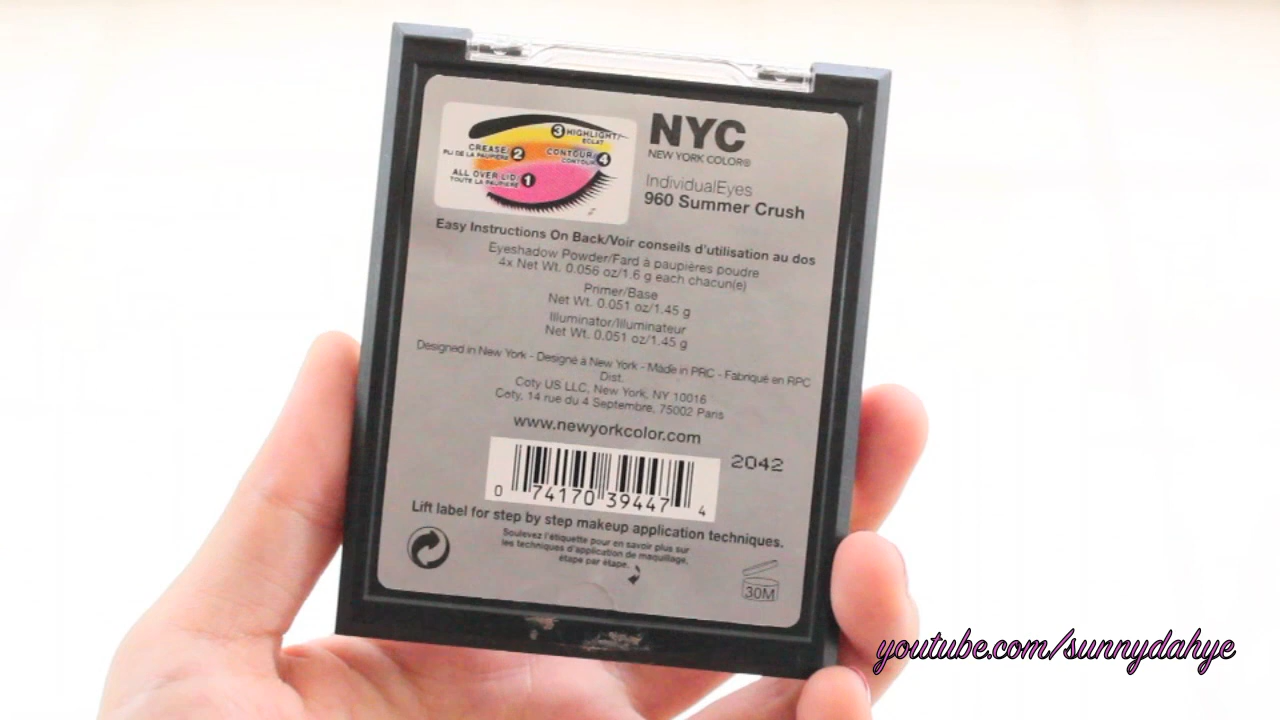 3 HIGHLIGHT/
ECLAT
CREASE/ 2
PLI DE LA PAUPIÈRE
CONTOUR/ 4
CONTOUR
ALL OVER LID/ 1
TOUTE LA PAUPIÈRE
NYC
NEW YORK COLOR®
IndividualEyes
960 Summer Crush
Easy Instructions On Back/Voir conseils d'utilisation au dos
Eyeshadow Powder/Fard à paupières poudre
4x Net Wt. 0.056 oz/1.6 g each chacun(e)
Primer/Base
Net Wt. 0.051 oz/1.45 g
Illuminator/Illuminateur
Net Wt. 0.051 oz/1.45 g
Designed in New York - Designé à New York - Made in PRC - Fabriqué en RPC
Dist.
Coty US LLC, New York, NY 10016
Coty, 14 rue du 4 Septembre, 75002 Paris
www.newyorkcolor.com
2042
0 74170 39447 4
Lift label for step by step makeup application techniques.
Soulevez l'étiquette pour en savoir plus sur
les techniques d'application de maquillage,
étape par étape.
30M
youtube.com/sunnydahye